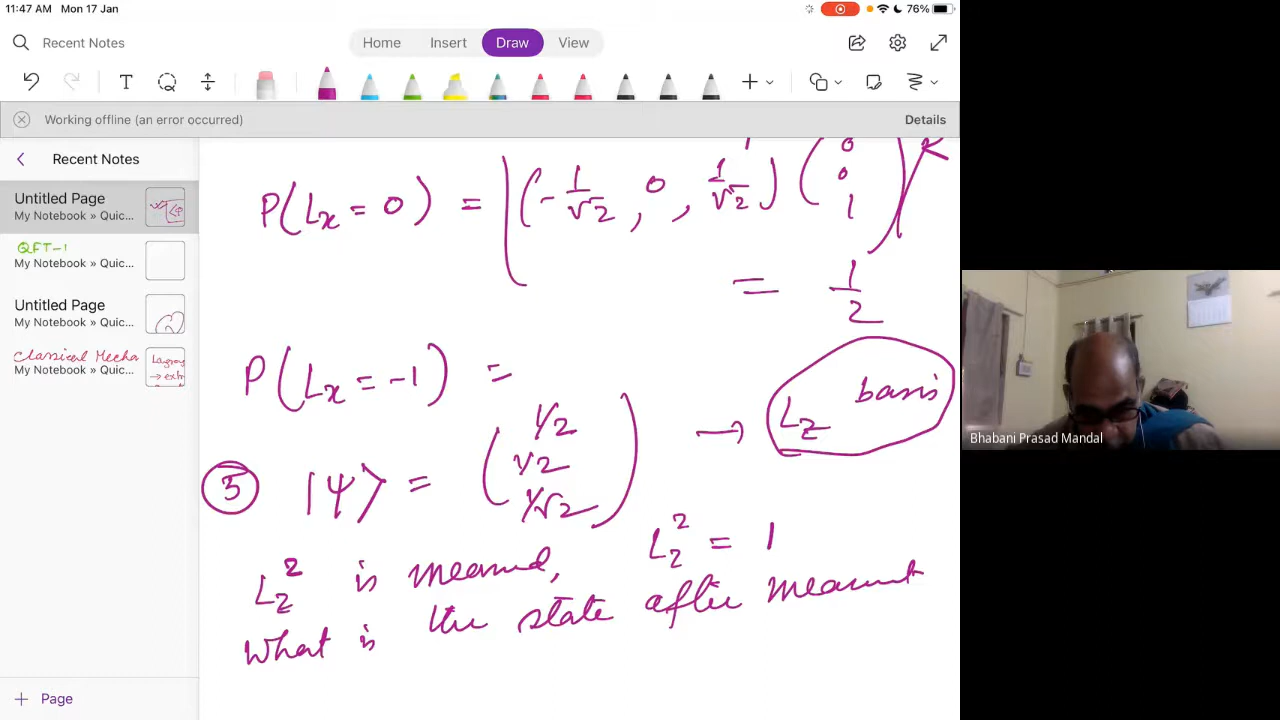 11:47 AM Mon 17 Jan
76%
Recent Notes
Home Insert Draw View
T
Working offline (an error occurred)
Details
Recent Notes
Untitled Page
My Notebook » Quic...
QFT-1
My Notebook » Quic...
Untitled Page
My Notebook » Quic...
Classical Mecha
My Notebook » Quic...
Page
P(Lx = 0) = |(-1/√2, 0, 1/√2) (0 0 1)|
= 1/2
P(Lx = -1) =
→ Lz basis
5 |ψ> = (1/2 1/2 1/√2)
Lz² is measured, Lz² = 1
What is the state after
Bhabani Prasad Mandal